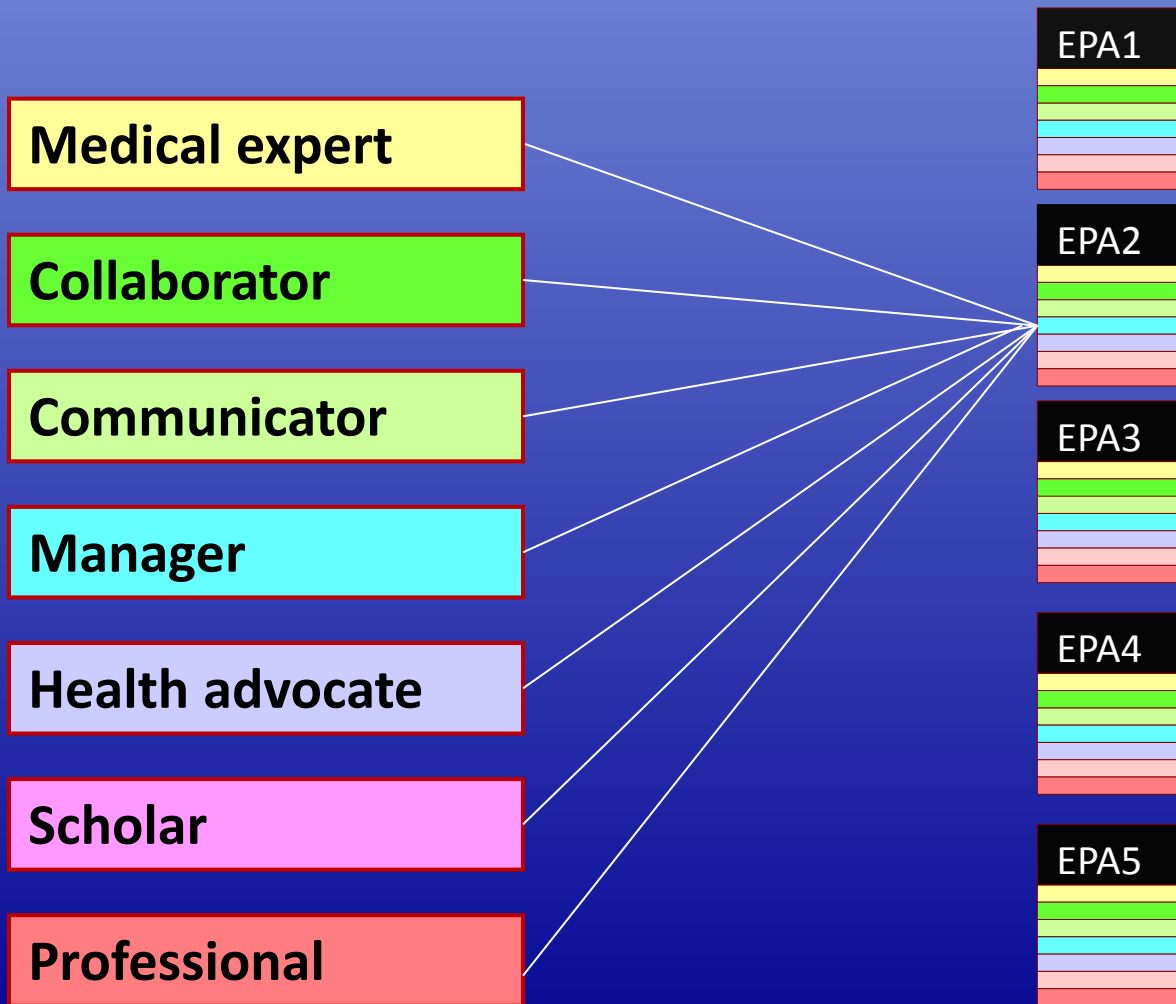 Medical expert
Collaborator
Communicator
Manager
Health advocate
Scholar
Professional
EPA1
EPA2
EPA3
EPA4
EPA5